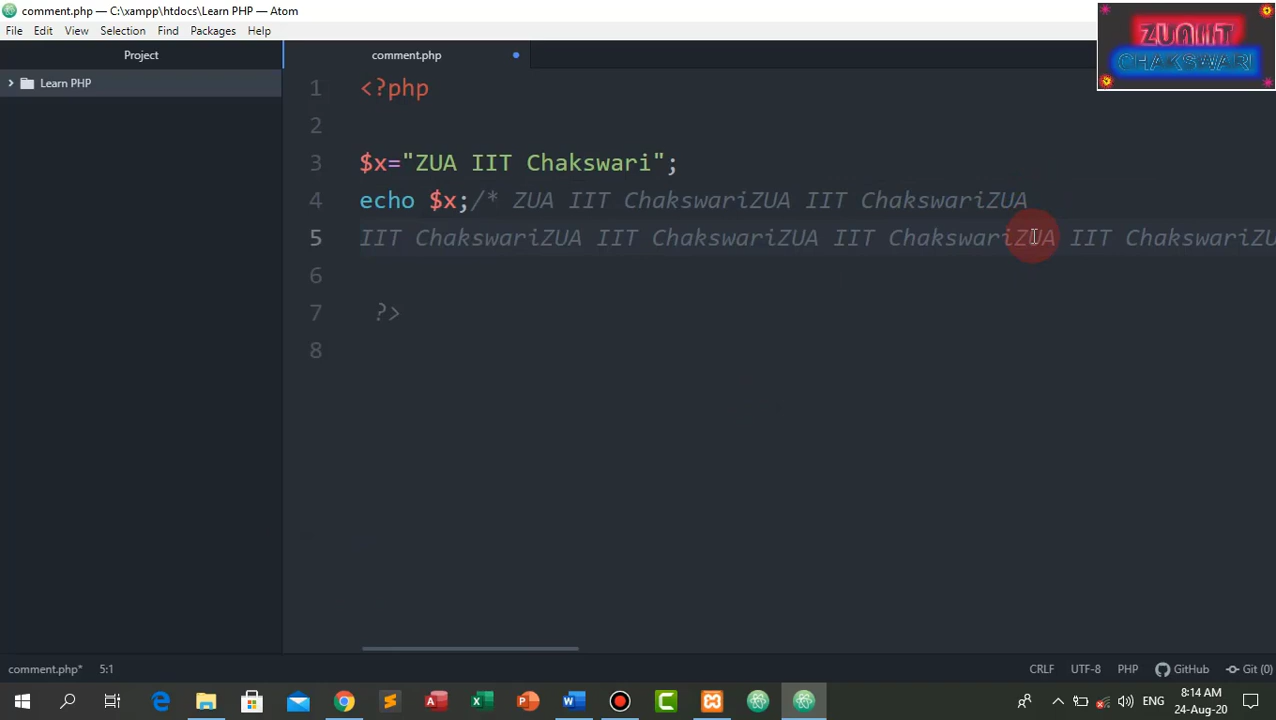 comment.php — C:\xampp\htdocs\Learn PHP — Atom
File Edit View Selection Find Packages Help
ZUAIIT
CHAKSWARI
Project
comment.php
Learn PHP
1 <?php
2
3 $x="ZUA IIT Chakswari";
4 echo $x;/* ZUA IIT ChakswariZUA IIT ChakswariZUA
5 IIT ChakswariZUA IIT ChakswariZUA IIT ChakswariZUA IIT ChakswariZU
6
7 ?>
8
comment.php* 5:1 CRLF UTF-8 PHP GitHub Git (0)
ENG 8:14 AM
24-Aug-20